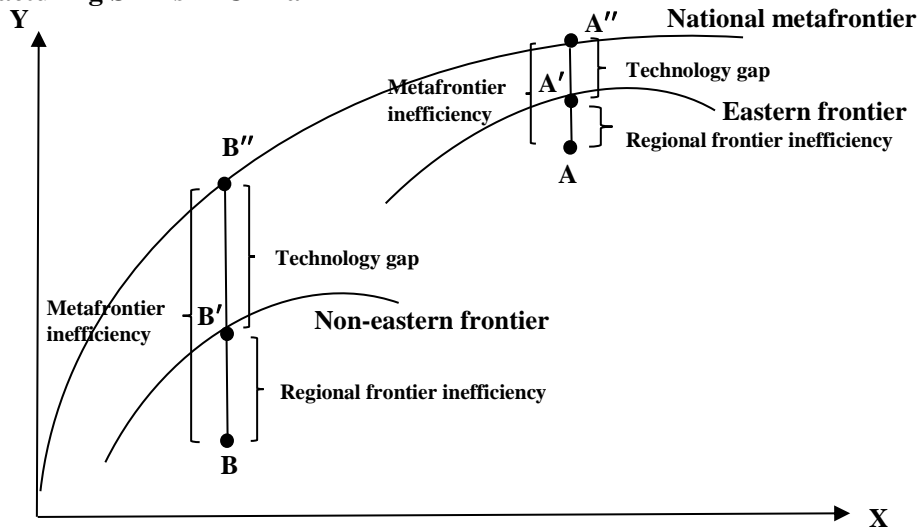 Y
A″
National metafrontier
Metafrontier
inefficiency
A′
Technology gap
Eastern frontier
Regional frontier inefficiency
A
B″
Technology gap
Metafrontier
inefficiency
B′
Non-eastern frontier
Regional frontier inefficiency
B
X